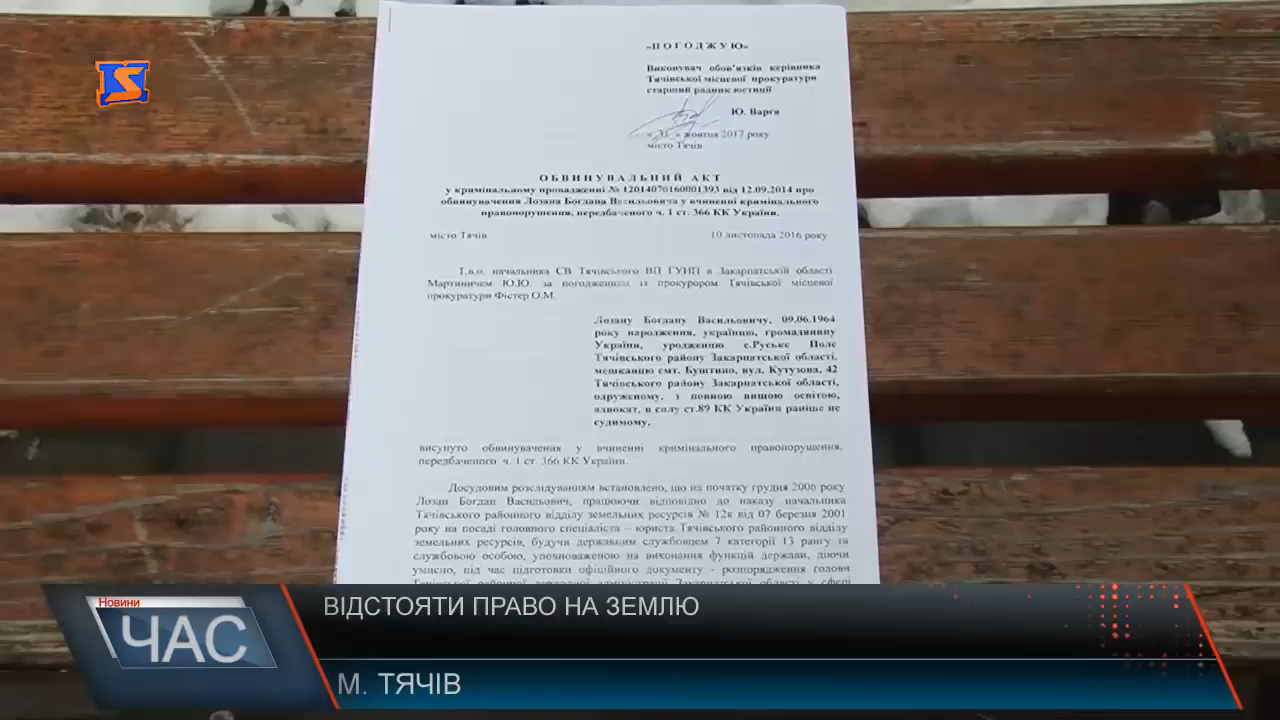 «ПОГОДЖУЮ»
Виконувач обов'язків керівника
Тячівської місцевої прокуратури
старший радник юстиції
Ю. Варга
жовтня 2017 року
місто Тячів
ОБВИНУВАЛЬНИЙ АКТ
у кримінальному провадженні № 12014070160001393 від 12.09.2014 про
обвинувачення Лозана Богдана Васильовича у вчиненні кримінального
правопорушення, передбаченого ч. 1 ст. 366 КК України.
місто Тячів 10 листопада 2016 року
Т.в.о. начальника СВ Тячівського ВП ГУНП в Закарпатській області
Мартиничем Ю.Ю. за погодженням із прокурором Тячівської місцевої
прокуратури Фістер О.М.
Лозану Богдану Васильовичу, 09.06.1964
року народження, українцю, громадянину
України, уродженцю с.Руське Поле
Тячівського району Закарпатської області,
мешканцю смт. Буштино, вул. Кутузова, 42
Тячівського району Закарпатської області,
одруженому, з повною вищою освітою,
адвокат, в силу ст.89 КК України раніше не
судимому,
висунуто обвинувачення у вчиненні кримінального правопорушення,
передбаченого ч. 1 ст. 366 КК України.
Досудовим розслідуванням встановлено, що на початку грудня 2006 року
Лозан Богдан Васильович, працюючи відповідно до наказу начальника
Тячівського районного відділу земельних ресурсів № 12к від 07 березня 2001
року на посаді головного спеціаліста – юриста Тячівського районного відділу
земельних ресурсів, будучи державним службовцем 7 категорії 13 рангу та
службовою особою, уповноваженою на виконання функцій держави, діючи
умисно, під час підготовки офіційного документу - розпорядження голови
Тячівської районної державної адміністрації Закарпатської області у сфері
Новини
ЧАС
ВІДСТОЯТИ ПРАВО НА ЗЕМЛЮ
М. ТЯЧІВ